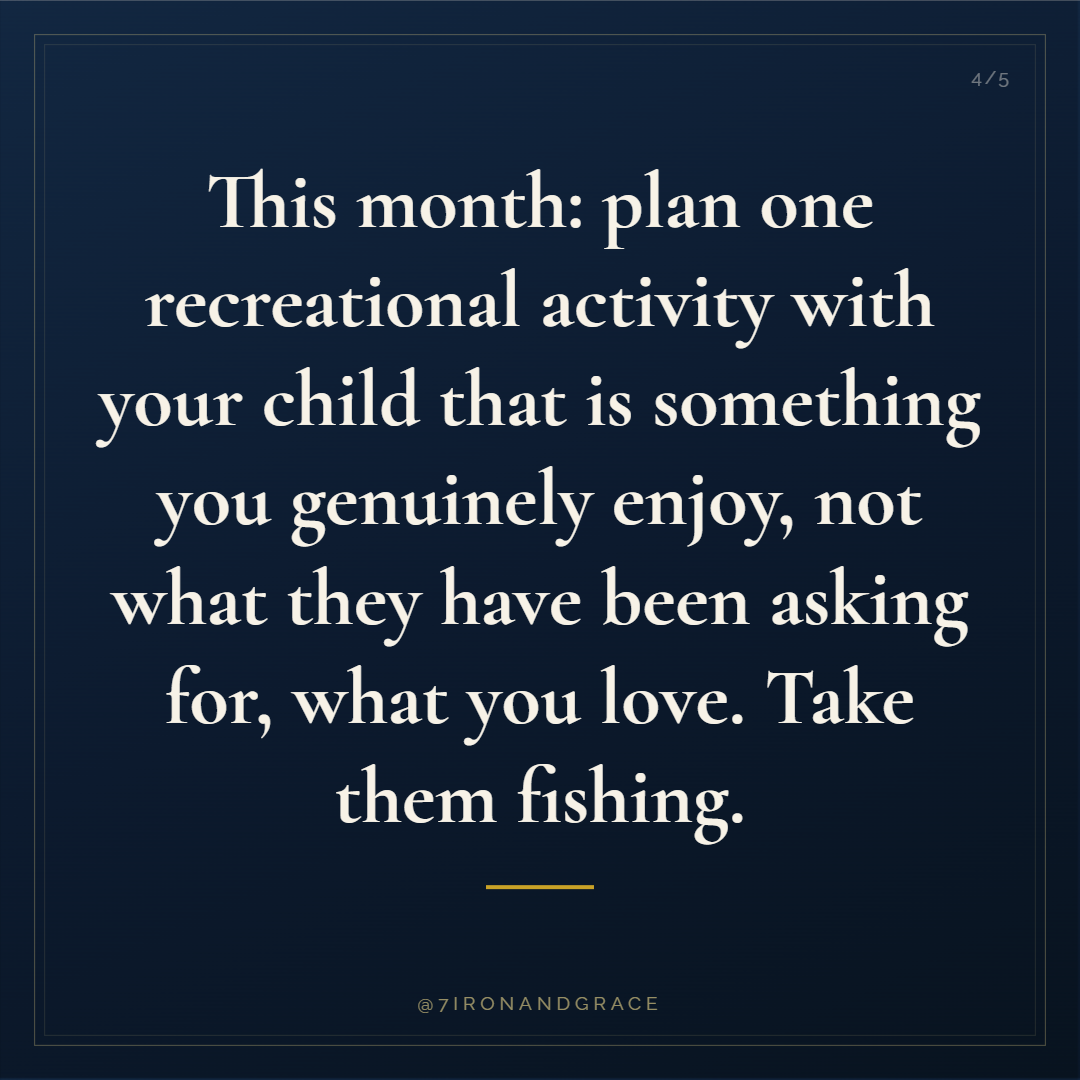 4/5
This month: plan one
recreational activity with
your child that is something
you genuinely enjoy, not
what they have been asking
for, what you love. Take
them fishing.
@7IRONANDGRACE